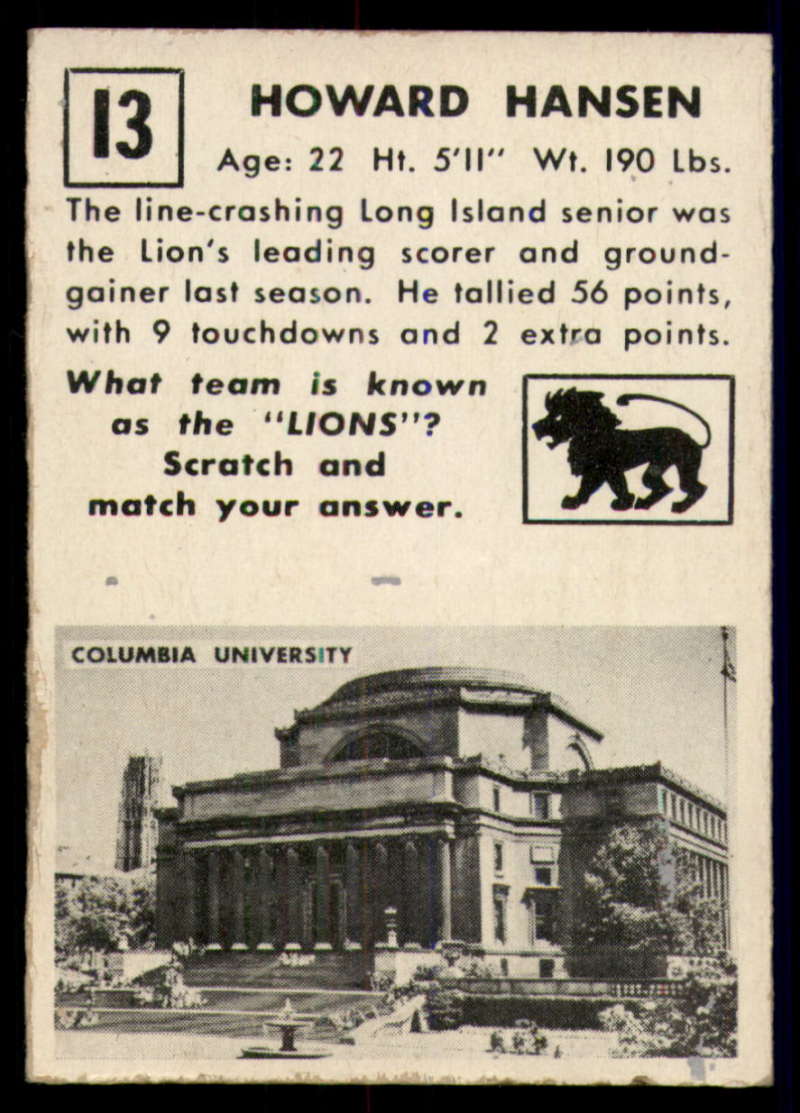 13
HOWARD HANSEN
Age: 22 Ht. 5'11" Wt. 190 Lbs.
The line-crashing Long Island senior was
the Lion's leading scorer and ground-
gainer last season. He tallied 56 points,
with 9 touchdowns and 2 extra points.
What team is known
as the "LIONS"?
Scratch and
match your answer.
COLUMBIA UNIVERSITY